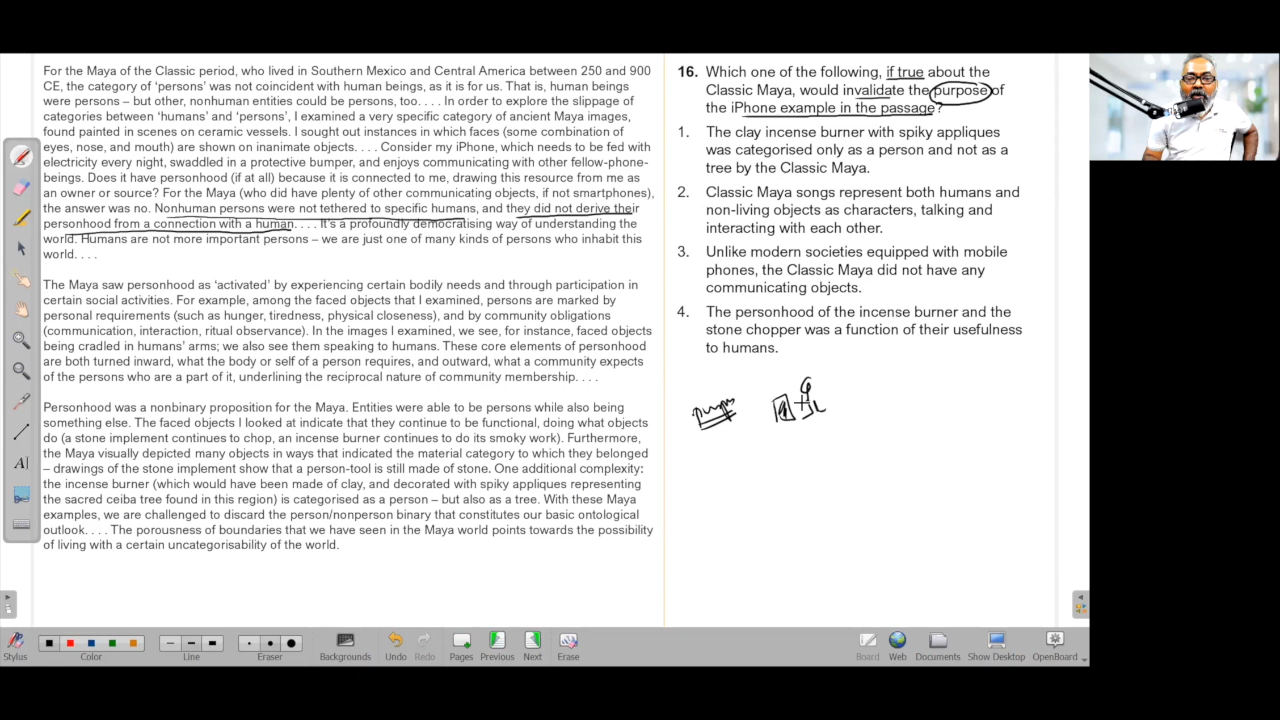 For the Maya of the Classic period, who lived in Southern Mexico and Central America between 250 and 900
CE, the category of ‘persons’ was not coincident with human beings, as it is for us. That is, human beings
were persons – but other, nonhuman entities could be persons, too. . . . In order to explore the slippage of
categories between ‘humans’ and ‘persons’, I examined a very specific category of ancient Maya images,
found painted in scenes on ceramic vessels. I sought out instances in which faces (some combination of
eyes, nose, and mouth) are shown on inanimate objects. . . . Consider my iPhone, which needs to be fed with
electricity every night, swaddled in a protective bumper, and enjoys communicating with other fellow-phone-
beings. Does it have personhood (if at all) because it is connected to me, drawing this resource from me as
an owner or source? For the Maya (who did have plenty of other communicating objects, if not smartphones),
the answer was no. Nonhuman persons were not tethered to specific humans, and they did not derive their
personhood from a connection with a human. . . . It’s a profoundly democratising way of understanding the
world. Humans are not more important persons – we are just one of many kinds of persons who inhabit this
world. . . .
The Maya saw personhood as ‘activated’ by experiencing certain bodily needs and through participation in
certain social activities. For example, among the faced objects that I examined, persons are marked by
personal requirements (such as hunger, tiredness, physical closeness), and by community obligations
(communication, interaction, ritual observance). In the images I examined, we see, for instance, faced objects
being cradled in humans’ arms; we also see them speaking to humans. These core elements of personhood
are both turned inward, what the body or self of a person requires, and outward, what a community expects
of the persons who are a part of it, underlining the reciprocal nature of community membership. . . .
Personhood was a nonbinary proposition for the Maya. Entities were able to be persons while also being
something else. The faced objects I looked at indicate that they continue to be functional, doing what objects
do (a stone implement continues to chop, an incense burner continues to do its smoky work). Furthermore,
the Maya visually depicted many objects in ways that indicated the material category to which they belonged
– drawings of the stone implement show that a person-tool is still made of stone. One additional complexity:
the incense burner (which would have been made of clay, and decorated with spiky appliques representing
the sacred ceiba tree found in this region) is categorised as a person – but also as a tree. With these Maya
examples, we are challenged to discard the person/nonperson binary that constitutes our basic ontological
outlook. . . . The porousness of boundaries that we have seen in the Maya world points towards the possibility
of living with a certain uncategorisability of the world.
16. Which one of the following, if true about the
Classic Maya, would invalidate the purpose of
the iPhone example in the passage?
1. The clay incense burner with spiky appliques
was categorised only as a person and not as a
tree by the Classic Maya.
2. Classic Maya songs represent both humans and
non-living objects as characters, talking and
interacting with each other.
3. Unlike modern societies equipped with mobile
phones, the Classic Maya did not have any
communicating objects.
4. The personhood of the incense burner and the
stone chopper was a function of their usefulness
to humans.
Stylus Color Line Eraser Backgrounds Undo Redo Pages Previous Next Erase Board Web Documents Show Desktop OpenBoard